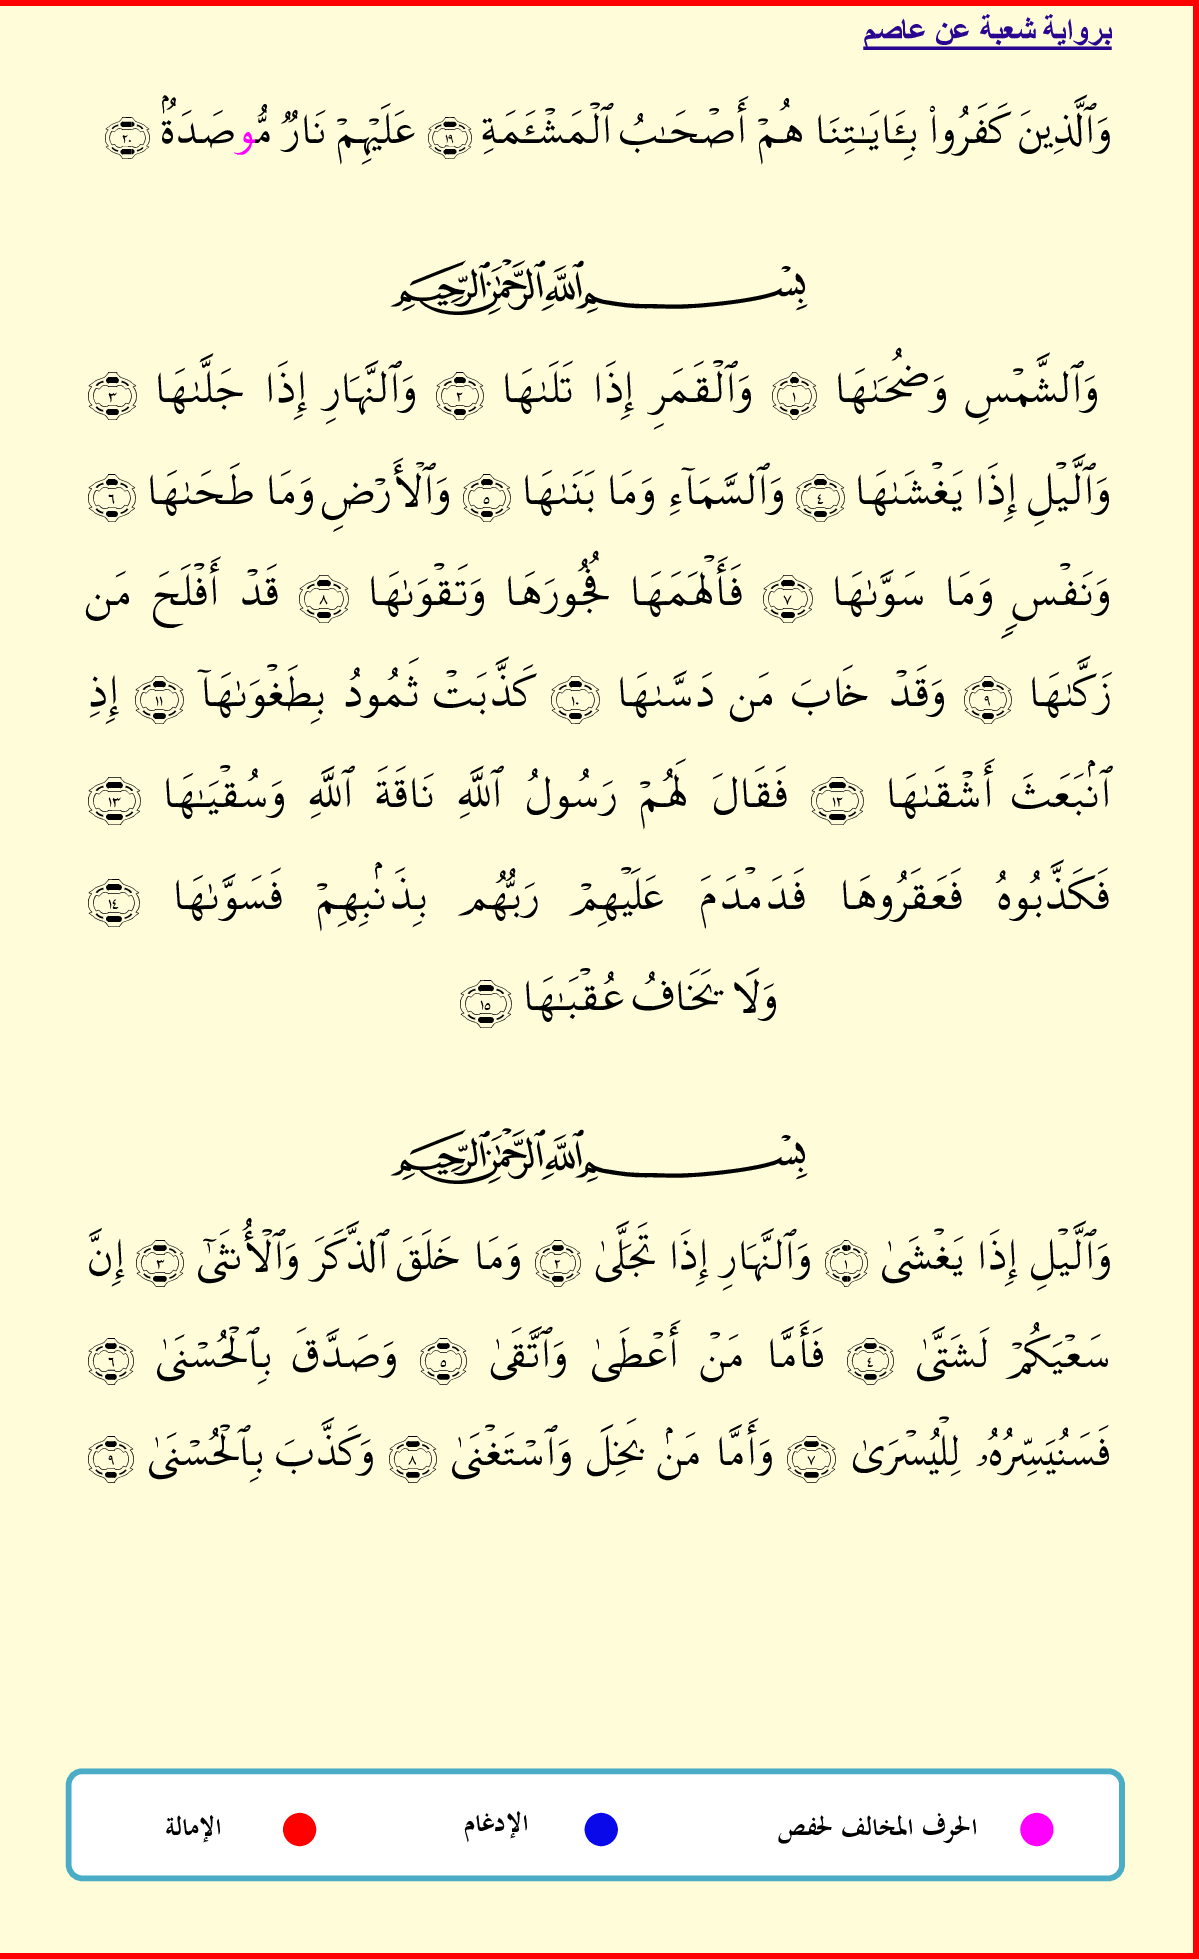 برواية شعبة عن عاصم
وَٱلَّذِينَ كَفَرُوا۟ بِـَٔايَـٰتِنَا هُمْ أَصْحَـٰبُ ٱلْمَشْـَٔمَةِ ١٩ عَلَيْهِمْ نَارٌ مُّوصَدَةٌۢ ٢٠
بِسْمِ ٱللَّهِ ٱلرَّحْمَـٰنِ ٱلرَّحِيمِ
وَٱلشَّمْسِ وَضُحَىٰهَا ١ وَٱلْقَمَرِ إِذَا تَلَىٰهَا ٢ وَٱلنَّهَارِ إِذَا جَلَّىٰهَا ٣
وَٱلَّيْلِ إِذَا يَغْشَىٰهَا ٤ وَٱلسَّمَآءِ وَمَا بَنَىٰهَا ٥ وَٱلْأَرْضِ وَمَا طَحَىٰهَا ٦
وَنَفْسٍ وَمَا سَوَّىٰهَا ٧ فَأَلْهَمَهَا فُجُورَهَا وَتَقْوَىٰهَا ٨ قَدْ أَفْلَحَ مَن
زَكَّىٰهَا ٩ وَقَدْ خَابَ مَن دَسَّىٰهَا ١٠ كَذَّبَتْ ثَمُودُ بِطَغْوَىٰهَآ ١١ إِذِ
ٱنۢبَعَثَ أَشْقَىٰهَا ١٢ فَقَالَ لَهُمْ رَسُولُ ٱللَّهِ نَاقَةَ ٱللَّهِ وَسُقْيَـٰهَا ١٣
فَكَذَّبُوهُ فَعَقَرُوهَا فَدَمْدَمَ عَلَيْهِمْ رَبُّهُم بِذَنۢبِهِمْ فَسَوَّىٰهَا ١٤
وَلَا يَخَافُ عُقْبَـٰهَا ١٥
بِسْمِ ٱللَّهِ ٱلرَّحْمَـٰنِ ٱلرَّحِيمِ
وَٱلَّيْلِ إِذَا يَغْشَىٰ ١ وَٱلنَّهَارِ إِذَا تَجَلَّىٰ ٢ وَمَا خَلَقَ ٱلذَّكَرَ وَٱلْأُنثَىٰٓ ٣ إِنَّ
سَعْيَكُمْ لَشَتَّىٰ ٤ فَأَمَّا مَنْ أَعْطَىٰ وَٱتَّقَىٰ ٥ وَصَدَّقَ بِٱلْحُسْنَىٰ ٦
فَسَنُيَسِّرُهُۥ لِلْيُسْرَىٰ ٧ وَأَمَّا مَنۢ بَخِلَ وَٱسْتَغْنَىٰ ٨ وَكَذَّبَ بِٱلْحُسْنَىٰ ٩
الحرف المخالف لحفص الإدغام الإمالة